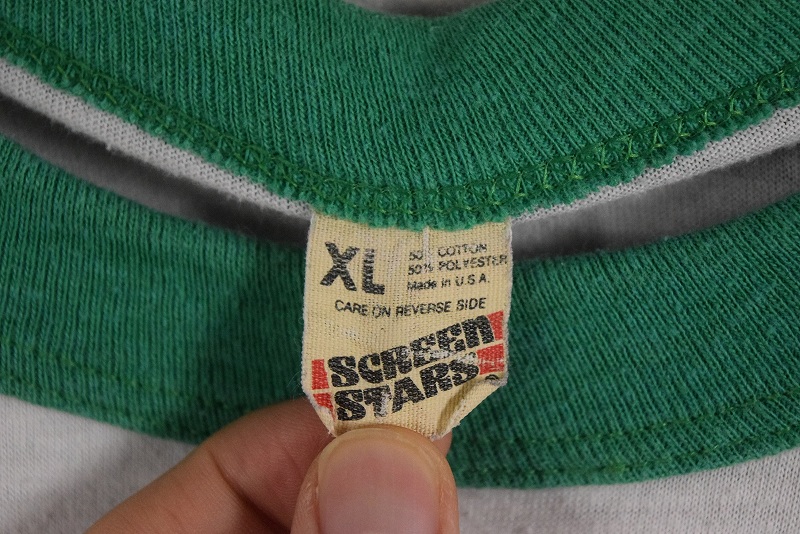 XL
50% COTTON
50% POLYESTER
Made in U.S.A.
CARE ON REVERSE SIDE
SCREEN
STARS
®